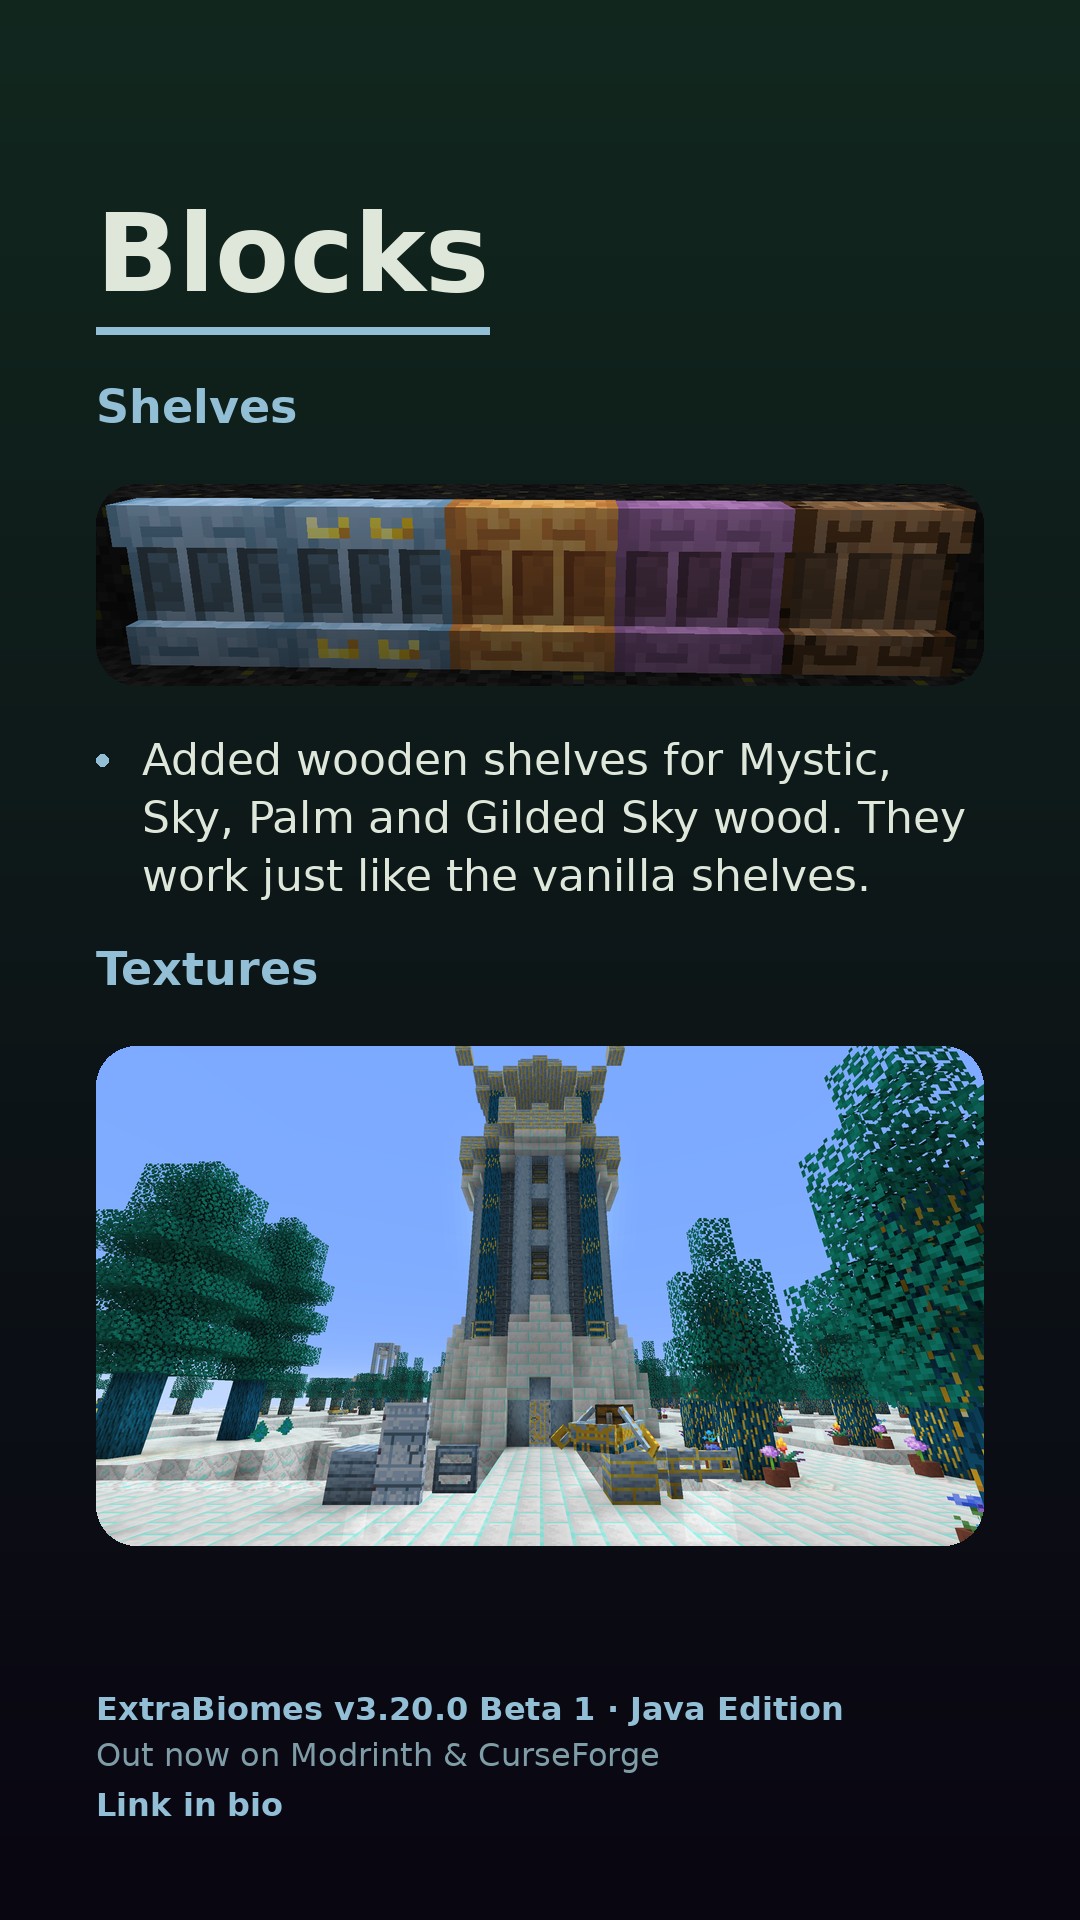 Blocks
Shelves
• Added wooden shelves for Mystic,
Sky, Palm and Gilded Sky wood. They
work just like the vanilla shelves.
Textures
ExtraBiomes v3.20.0 Beta 1 · Java Edition
Out now on Modrinth & CurseForge
Link in bio